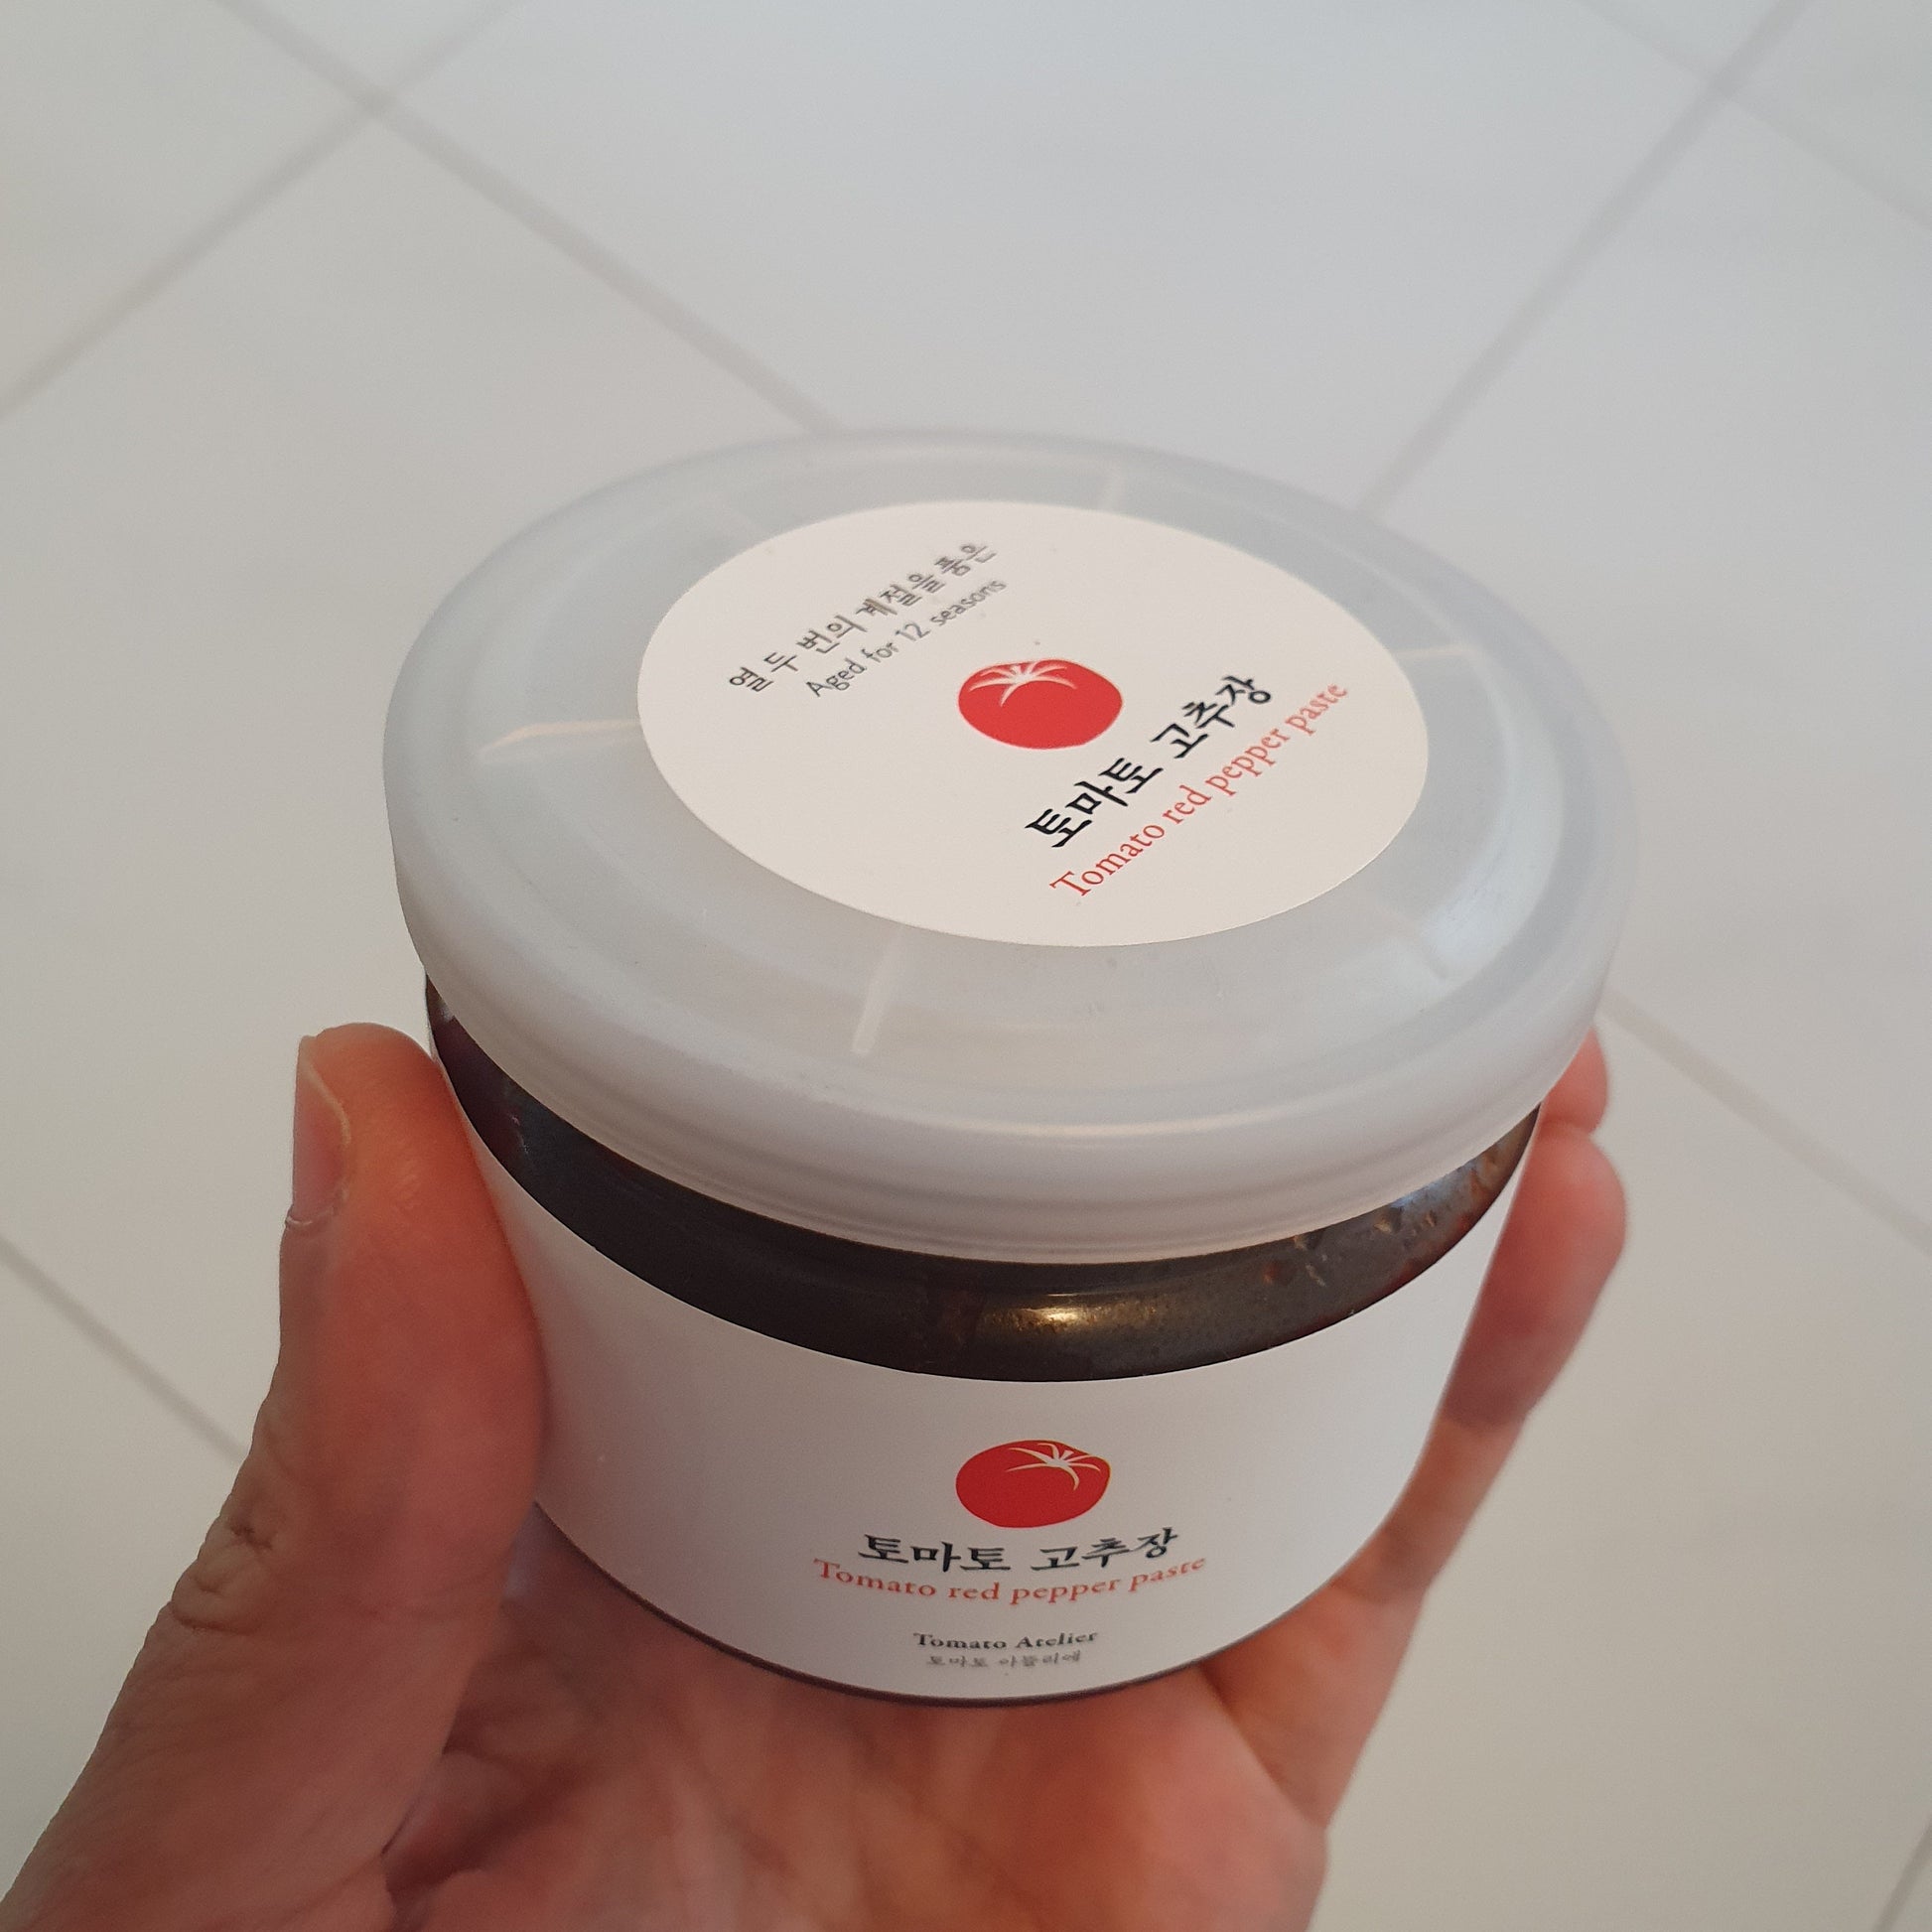 열 두 번의 계절을 품은
Aged for 12 seasons
토마토 고추장
Tomato red pepper paste
토마토 고추장
Tomato red pepper paste
Tomato Atelier
토마토 아뜰리에